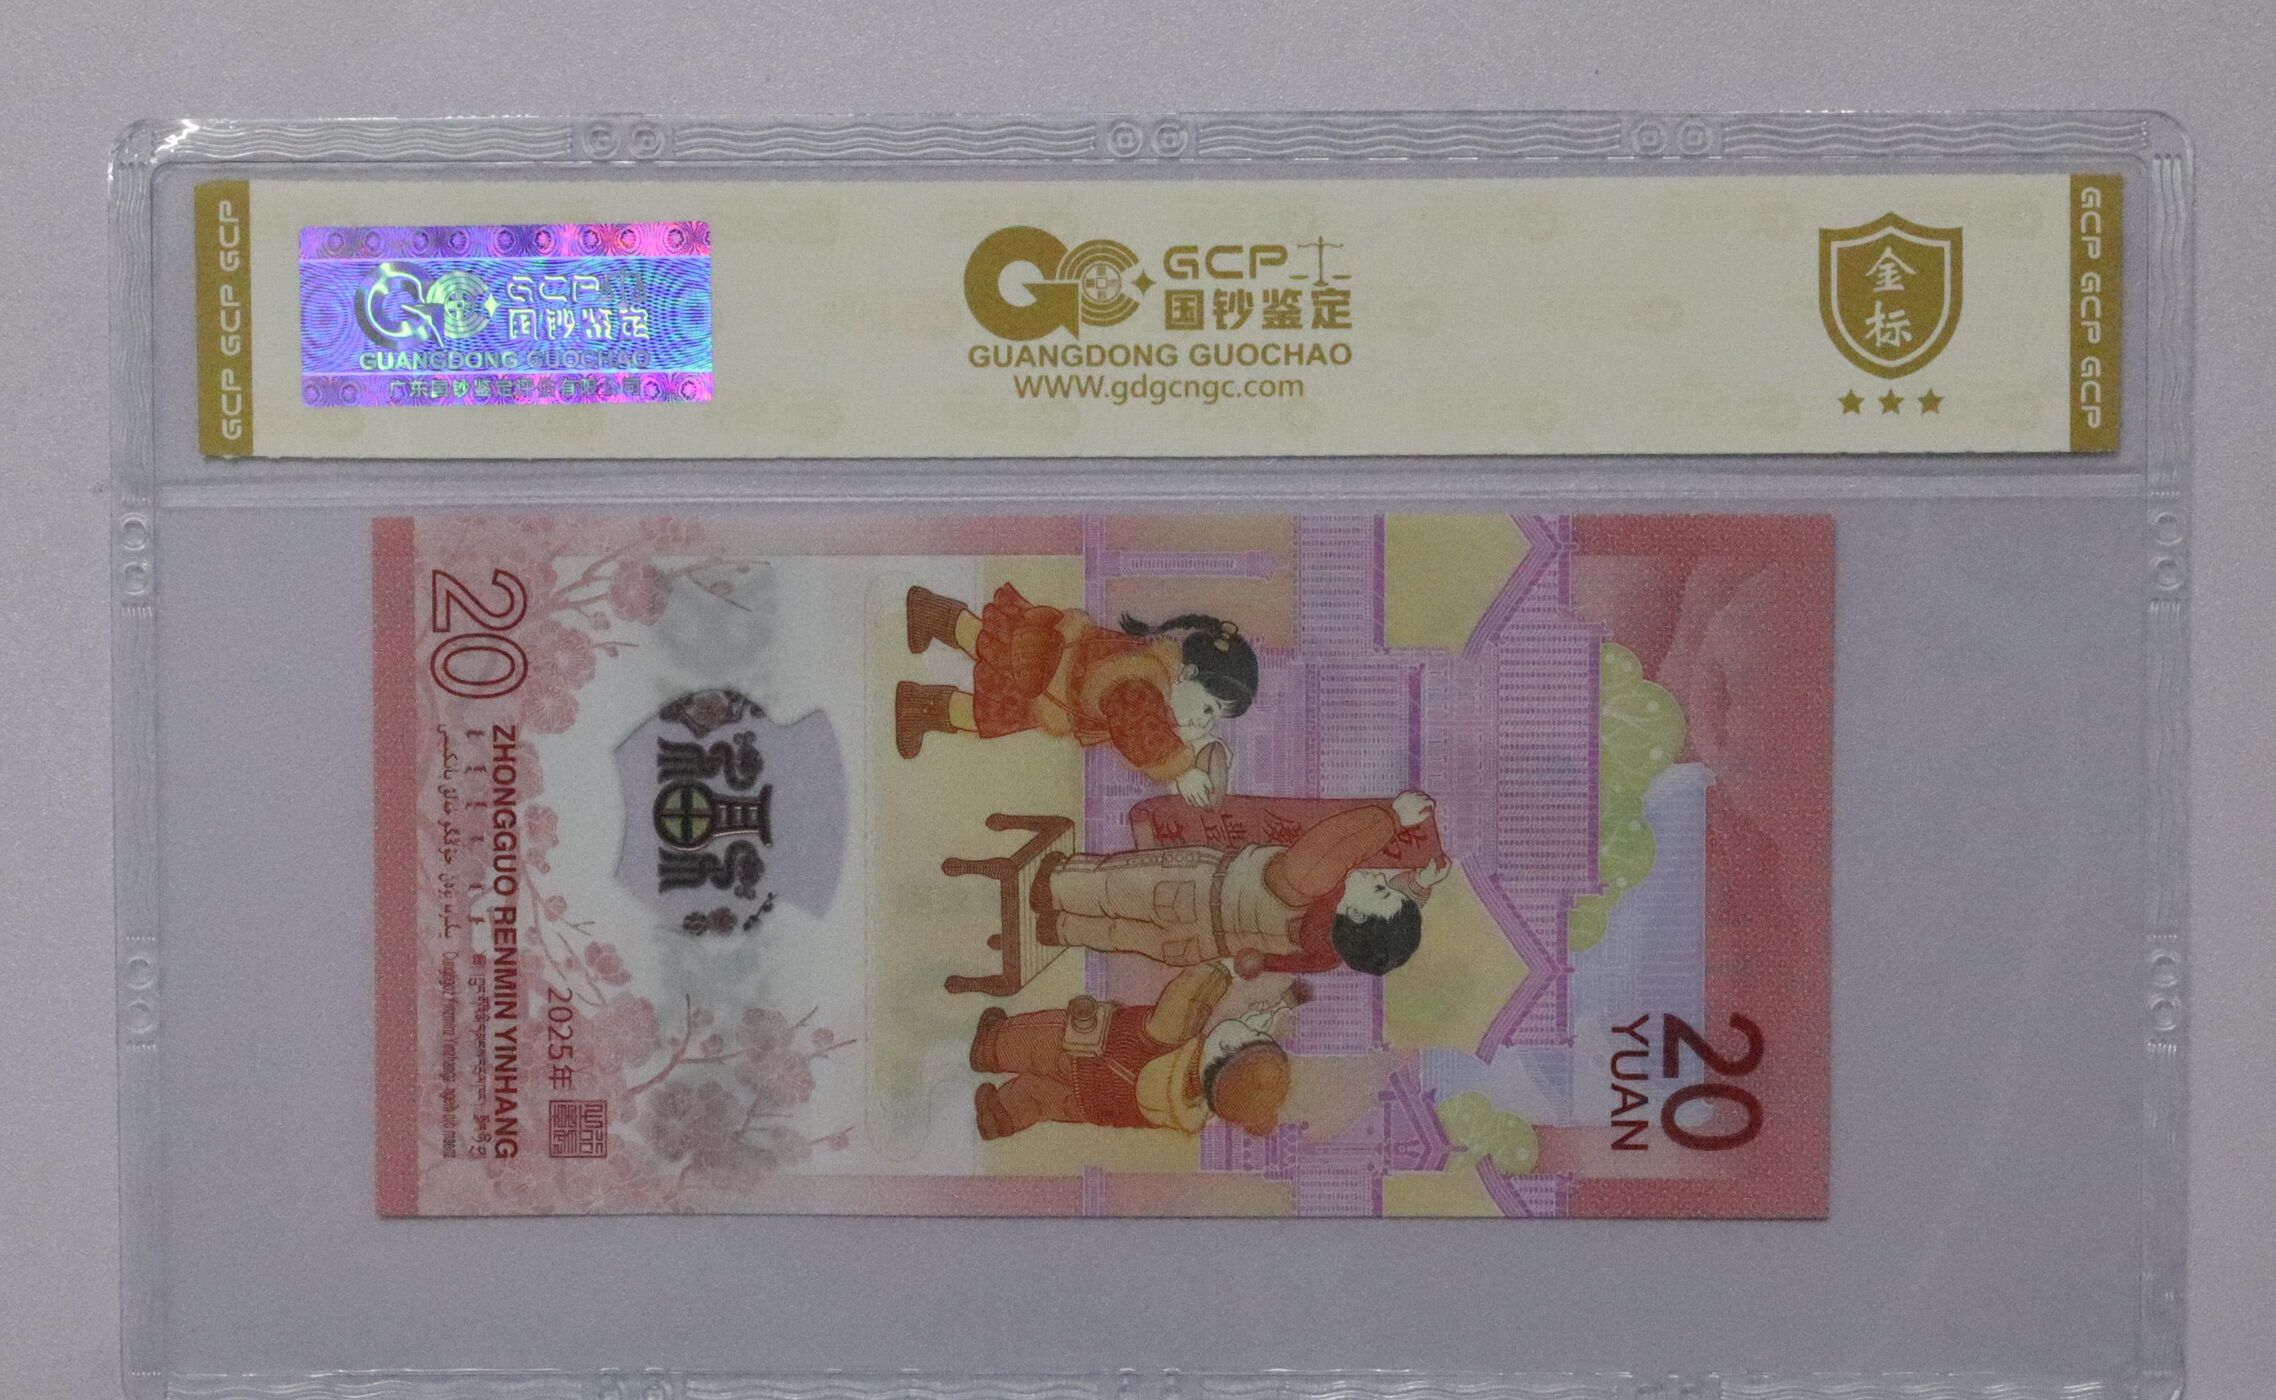 GCP GCP GCP
GCP
国钞鉴定
GUANGDONG GUOCHAO
广东国钞鉴定评估有限公司
GCP
国钞鉴定
GUANGDONG GUOCHAO
WWW.gdgcngc.com
金
标
GCP GCP GCP
20
YUAN
2025年
20
ZHONGGUO RENMIN YINHANG